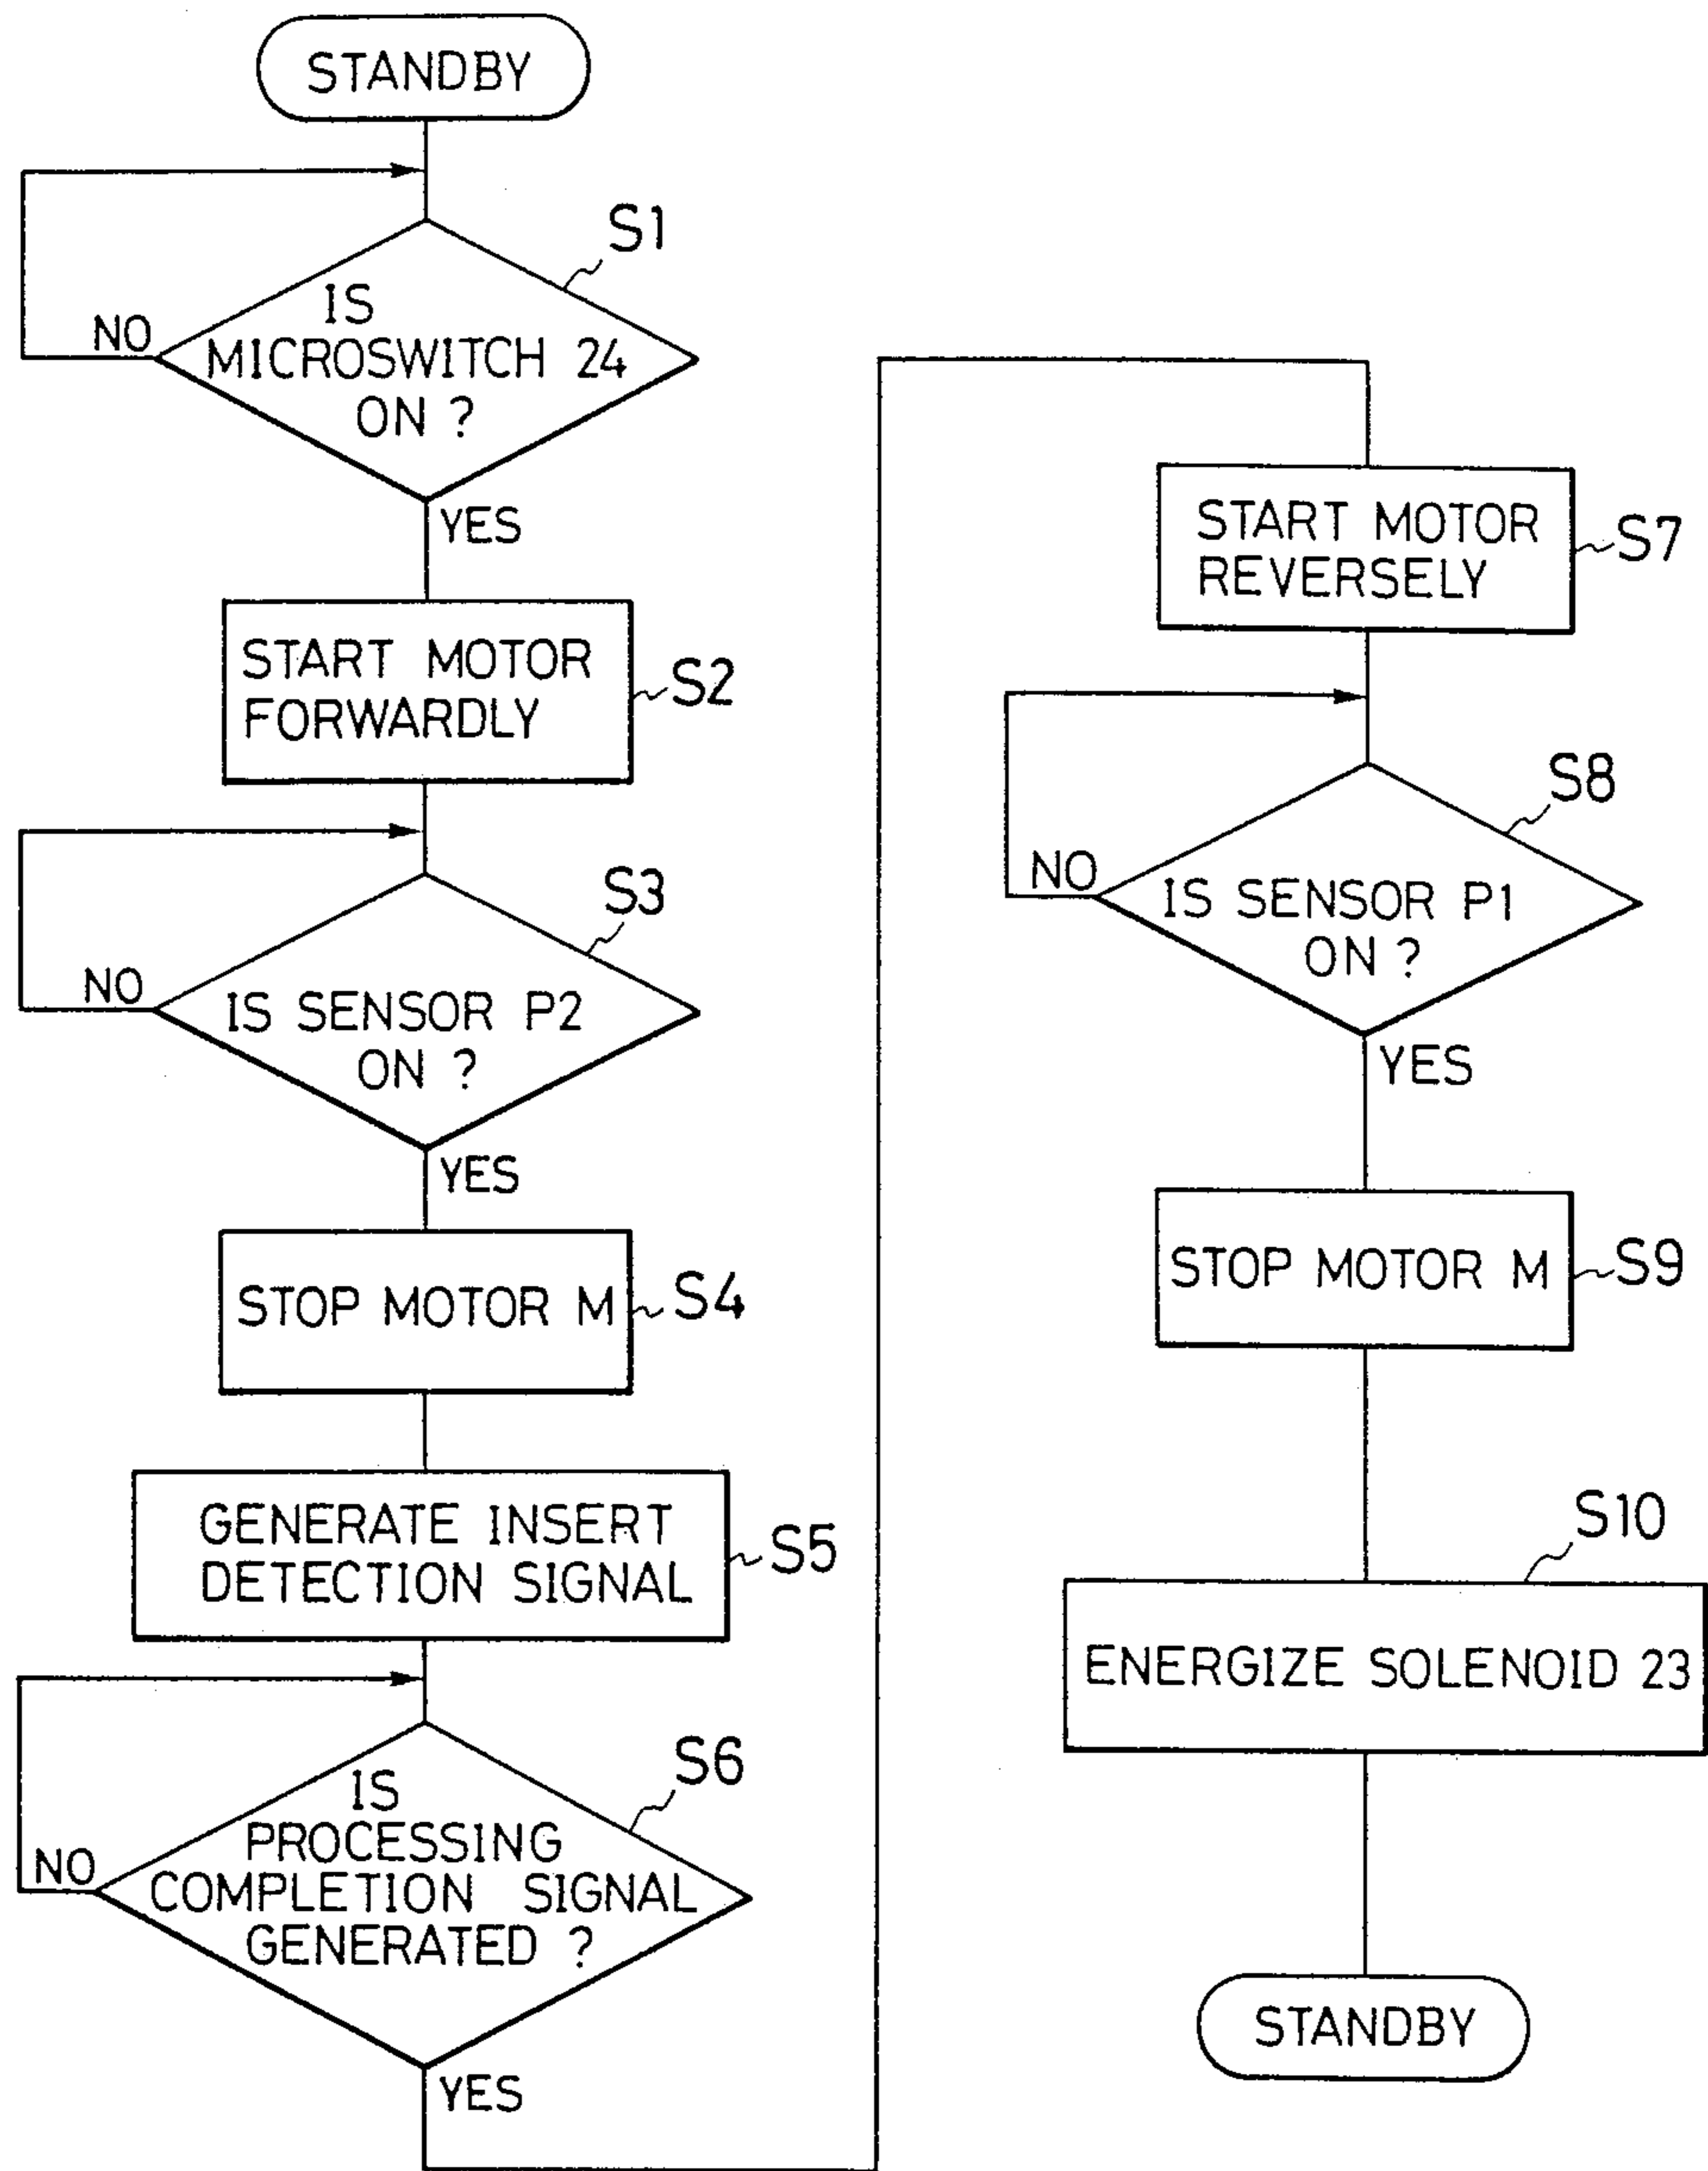 STANDBY
S1
IS
MICROSWITCH 24
ON ?
NO
YES
START MOTOR
FORWARDLY
S2
S3
NO
IS SENSOR P2
ON ?
YES
STOP MOTOR M
S4
GENERATE INSERT
DETECTION SIGNAL
S5
S6
IS
PROCESSING
COMPLETION SIGNAL
GENERATED ?
NO
YES
START MOTOR
REVERSELY
S7
S8
NO
IS SENSOR P1
ON ?
YES
STOP MOTOR M
S9
S10
ENERGIZE SOLENOID 23
STANDBY